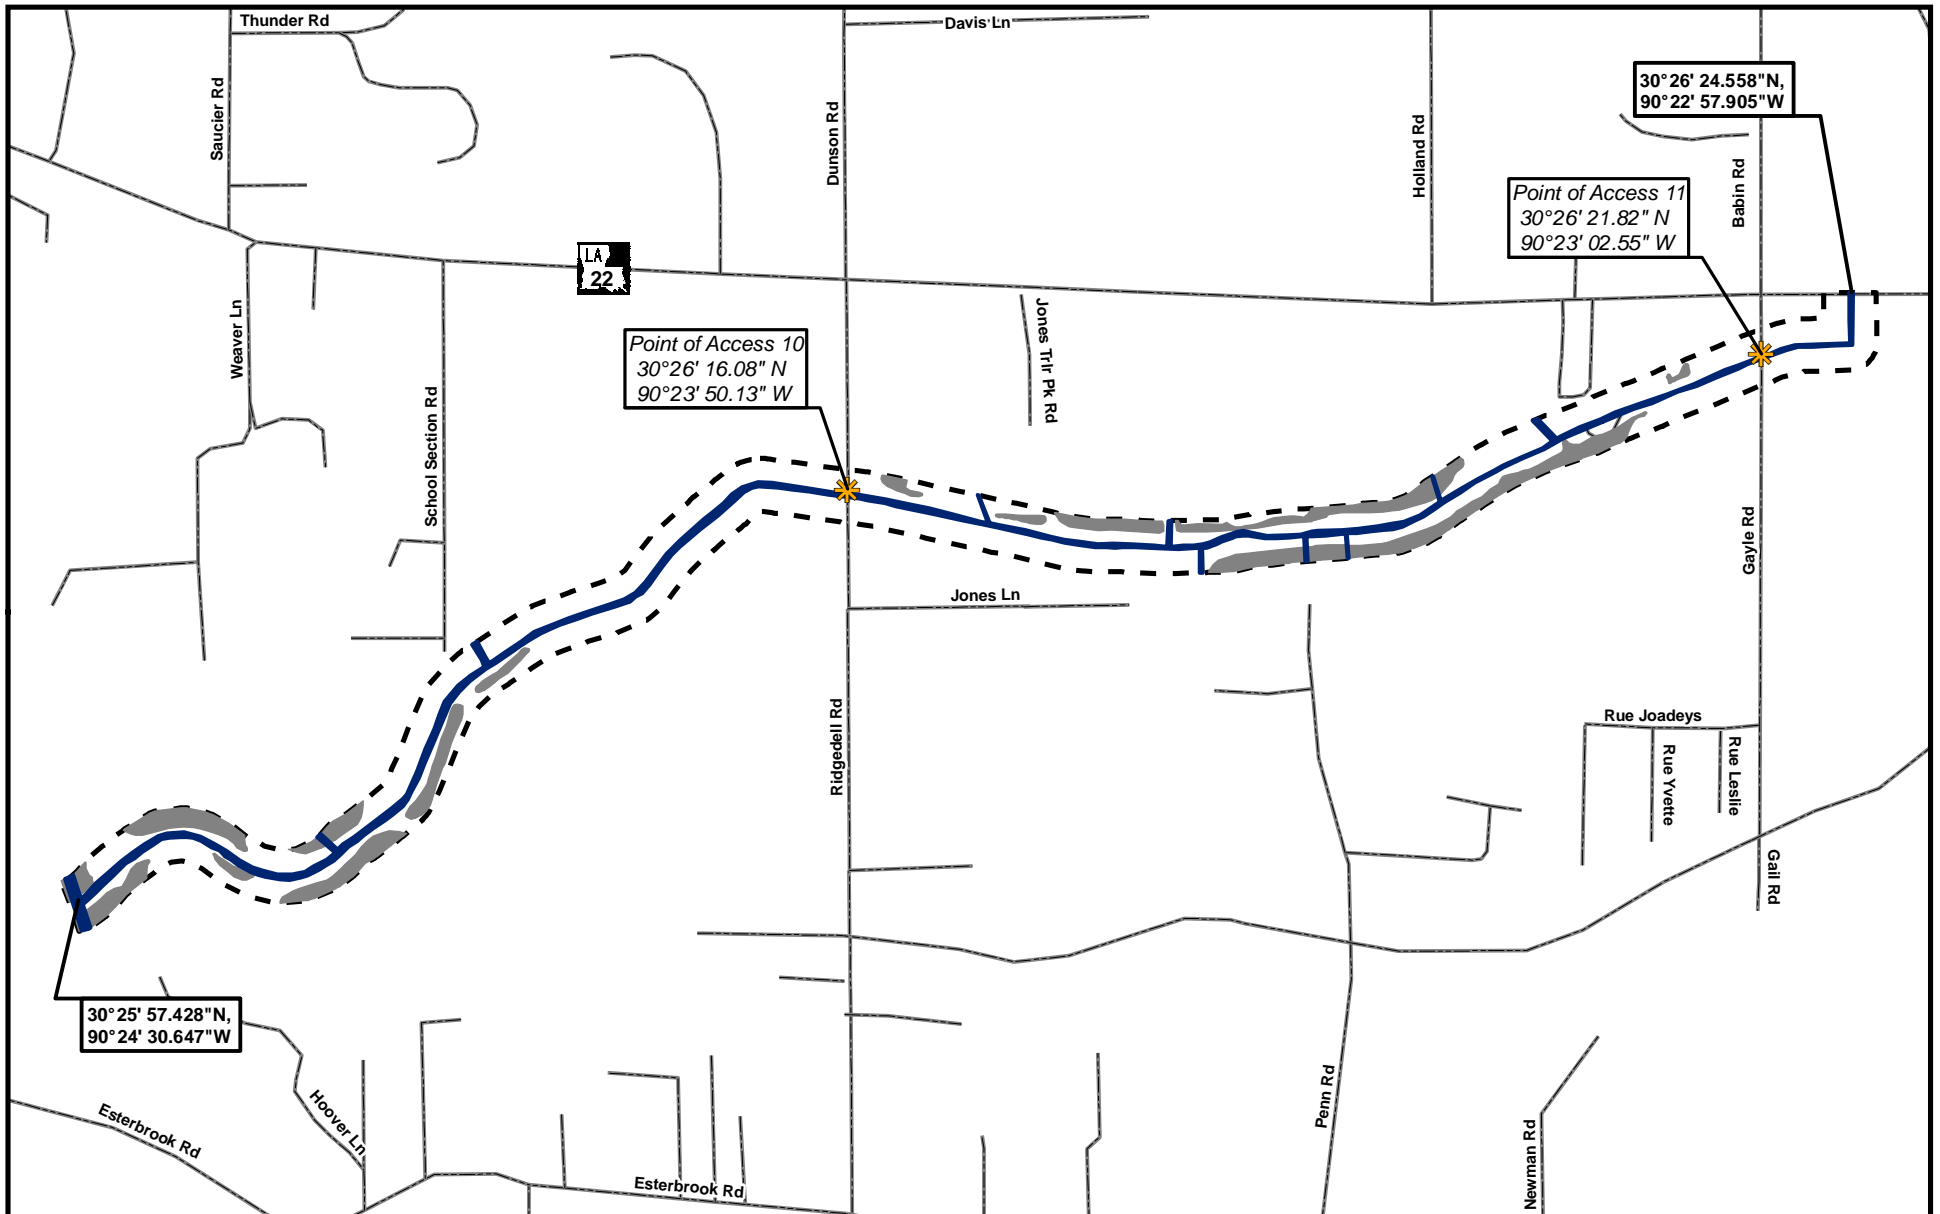 Thunder Rd
Davis Ln
Saucier Rd
Dunson Rd
Holland Rd
Babin Rd
30°26' 24.558"N,
90°22' 57.905"W
Point of Access 11
30°26' 21.82" N
90°23' 02.55" W
LA
22
Weaver Ln
School Section Rd
Point of Access 10
30°26' 16.08" N
90°23' 50.13" W
Jones Trlr Pk Rd
Gayle Rd
Jones Ln
Ridgedell Rd
Rue Joadeys
Rue Yvette
Rue Leslie
Gail Rd
30°25' 57.428"N,
90°24' 30.647"W
Esterbrook Rd
Hoover Ln
Esterbrook Rd
Penn Rd
Newman Rd